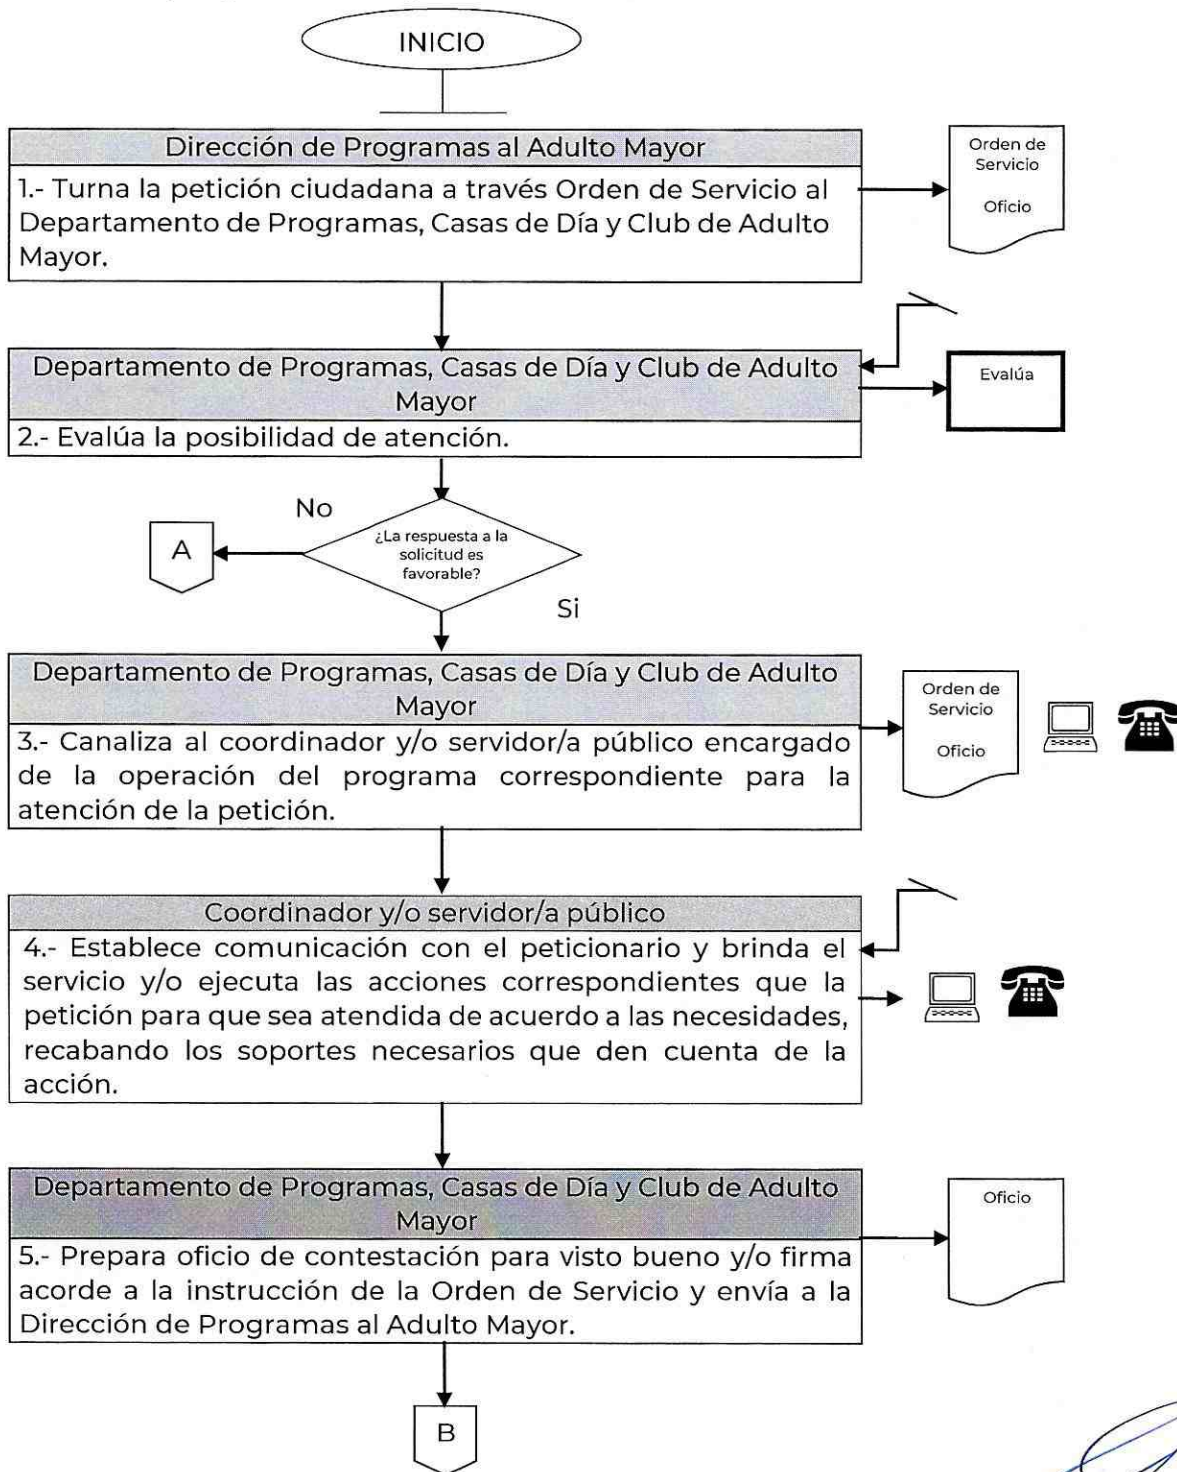 INICIO
Dirección de Programas al Adulto Mayor
1.- Turna la petición ciudadana a través Orden de Servicio al
Departamento de Programas, Casas de Día y Club de Adulto
Mayor.
Orden de
Servicio
Oficio
Departamento de Programas, Casas de Día y Club de Adulto
Mayor
2.- Evalúa la posibilidad de atención.
Evalúa
No
A
¿La respuesta a la
solicitud es
favorable?
Si
Departamento de Programas, Casas de Día y Club de Adulto
Mayor
3.- Canaliza al coordinador y/o servidor/a público encargado
de la operación del programa correspondiente para la
atención de la petición.
Orden de
Servicio
Oficio
Coordinador y/o servidor/a público
4.- Establece comunicación con el peticionario y brinda el
servicio y/o ejecuta las acciones correspondientes que la
petición para que sea atendida de acuerdo a las necesidades,
recabando los soportes necesarios que den cuenta de la
acción.
Departamento de Programas, Casas de Día y Club de Adulto
Mayor
5.- Prepara oficio de contestación para visto bueno y/o firma
acorde a la instrucción de la Orden de Servicio y envía a la
Dirección de Programas al Adulto Mayor.
Oficio
B